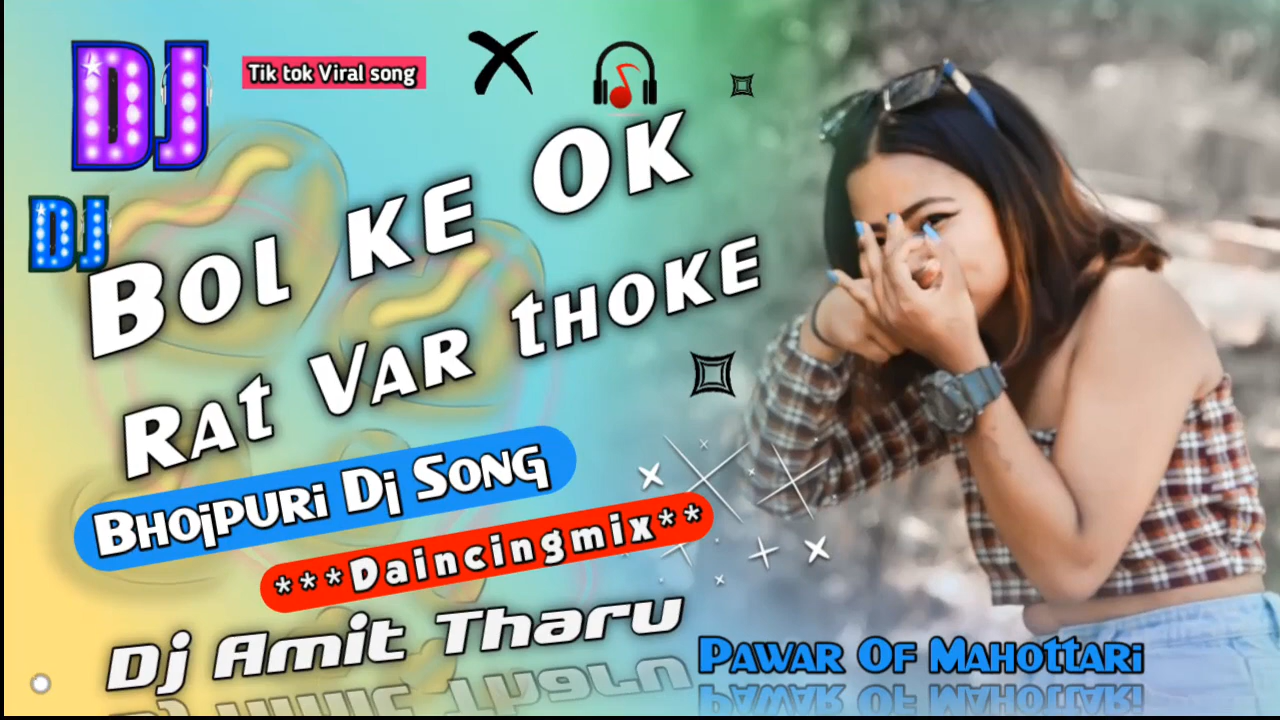 DJ
Tik tok Viral song
DJ
Bol ke Ok
Rat Var thoke
Bhojpuri Dj Song
***Daincingmix**
Dj Amit Tharu
Pawar Of Mahottari